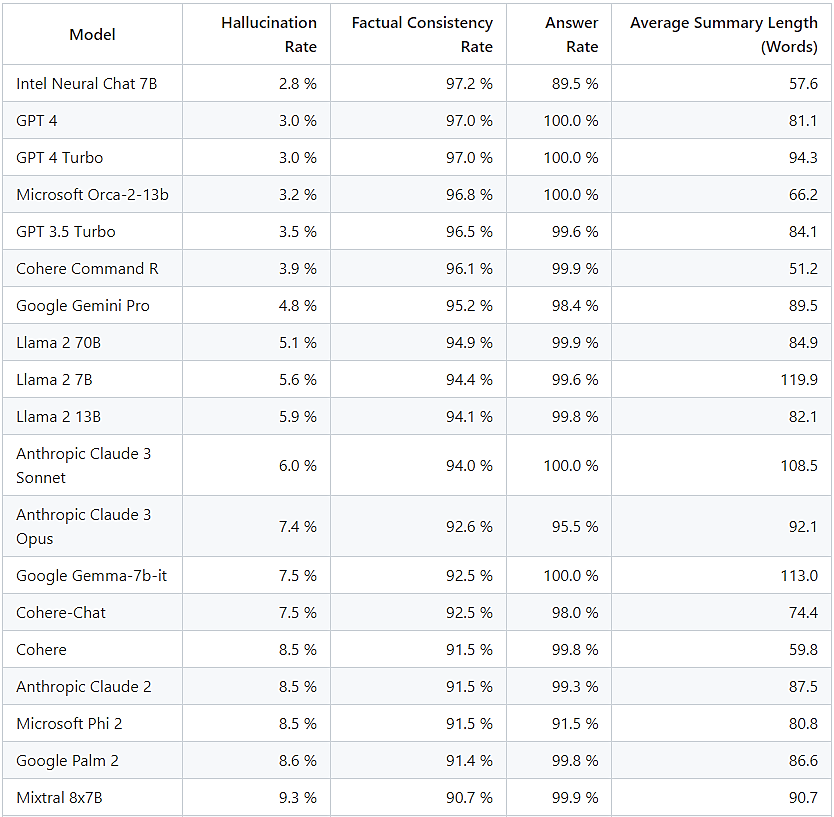 Model Hallucination Rate Factual Consistency Rate Answer Rate Average Summary Length (Words)
Intel Neural Chat 7B 2.8 % 97.2 % 89.5 % 57.6
GPT 4 3.0 % 97.0 % 100.0 % 81.1
GPT 4 Turbo 3.0 % 97.0 % 100.0 % 94.3
Microsoft Orca-2-13b 3.2 % 96.8 % 100.0 % 66.2
GPT 3.5 Turbo 3.5 % 96.5 % 99.6 % 84.1
Cohere Command R 3.9 % 96.1 % 99.9 % 51.2
Google Gemini Pro 4.8 % 95.2 % 98.4 % 89.5
Llama 2 70B 5.1 % 94.9 % 99.9 % 84.9
Llama 2 7B 5.6 % 94.4 % 99.6 % 119.9
Llama 2 13B 5.9 % 94.1 % 99.8 % 82.1
Anthropic Claude 3 Sonnet 6.0 % 94.0 % 100.0 % 108.5
Anthropic Claude 3 Opus 7.4 % 92.6 % 95.5 % 92.1
Google Gemma-7b-it 7.5 % 92.5 % 100.0 % 113.0
Cohere-Chat 7.5 % 92.5 % 98.0 % 74.4
Cohere 8.5 % 91.5 % 99.8 % 59.8
Anthropic Claude 2 8.5 % 91.5 % 99.3 % 87.5
Microsoft Phi 2 8.5 % 91.5 % 91.5 % 80.8
Google Palm 2 8.6 % 91.4 % 99.8 % 86.6
Mixtral 8x7B 9.3 % 90.7 % 99.9 % 90.7